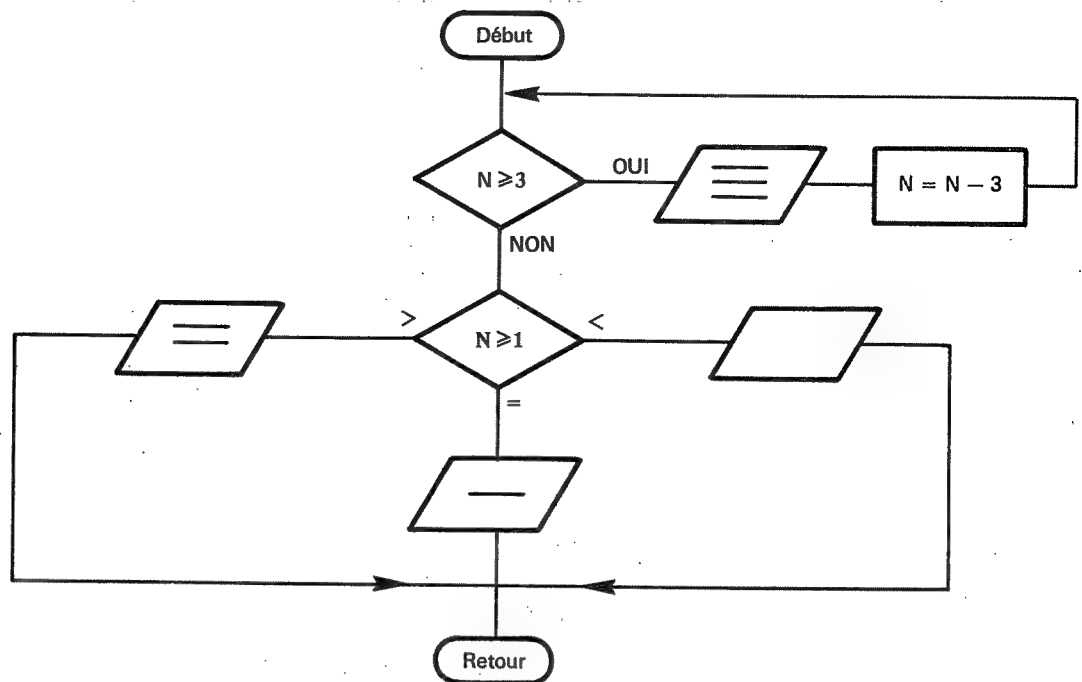 Début
N ⩾ 3
OUI
N = N − 3
NON
>
N ⩾ 1
<
=
Retour